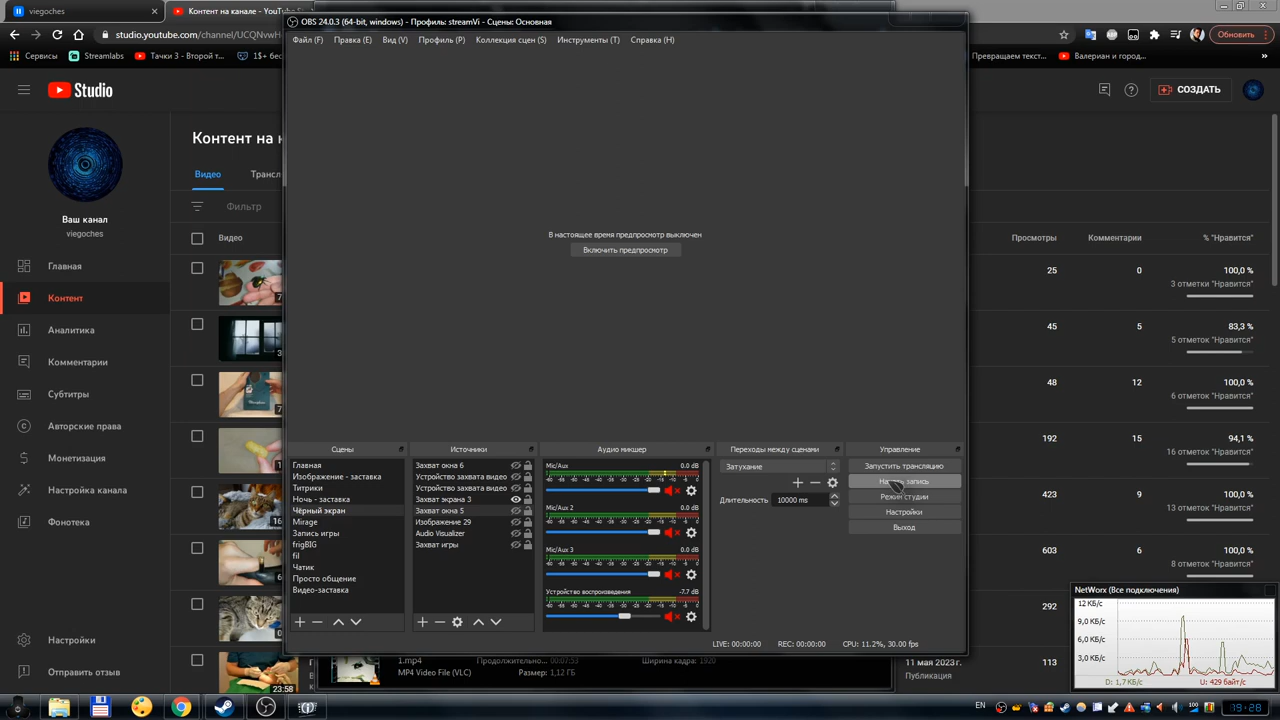 viegoches
Контент на канале - YouTu
OBS 24.0.3 (64-bit, windows) - Профиль: streamVi - Сцены: Основная
studio.youtube.com/channel/UCQNvwH
Обновить
Файл (F)
Правка (E)
Вид (V)
Профиль (P)
Коллекция сцен (S)
Инструменты (T)
Справка (H)
Сервисы
Streamlabs
Тачки 3 - Второй т...
1$+ бес
Превращаем текст...
Валериан и город...
Studio
СОЗДАТЬ
Ваш канал
viegoches
Главная
Контент
Аналитика
Комментарии
Субтитры
Авторские права
Монетизация
Настройка канала
Фонотека
Настройки
Отправить отзыв
Контент на к
Видео
Трансл
Фильтр
Видео
23:58
В настоящее время предпросмотр выключен
Включить предпросмотр
Сцены
Главная
Изображение - заставка
Титрики
Ночь - заставка
Чёрный экран
Mirage
Запись игры
frigBIG
fil
Чатик
Просто общение
Видео-заставка
Источники
Захват окна 6
Устройство захвата видео
Устройство захвата видео
Захват экрана 3
Захват окна 5
Изображение 29
Audio Visualizer
Захват игры
Аудио микшер
Mic/Aux
0.0 dB
Mic/Aux 2
0.0 dB
Mic/Aux 3
0.0 dB
Устройство воспроизведения
-7.7 dB
Переходы между сценами
Затухание
Длительность
10000 ms
Управление
Запустить трансляцию
запись
Режим студии
Настройки
Выход
LIVE: 00:00:00
REC: 00:00:00
CPU: 11.2%, 30.00 fps
Просмотры
Комментарии
% "Нравится"
25
0
100,0 %
3 отметки "Нравится"
45
5
83,3 %
5 отметок "Нравится"
48
12
100,0 %
6 отметок "Нравится"
192
15
94,1 %
16 отметок "Нравится"
423
9
100,0 %
13 отметок "Нравится"
603
6
100,0 %
8 отметок "Нравится"
292
11 мая 2023 г.
Публикация
113
1.mp4
MP4 Video File (VLC)
Продолжительно...
00:07:53
Размер: 1,12 ГБ
Ширина кадра: 1920
NetWorx (Все подключения)
12 КБ/с
9,0 КБ/с
6,0 КБ/с
3,0 КБ/с
D: 1,7 КБ/с
U: 429 байт/с
EN
100
19:28